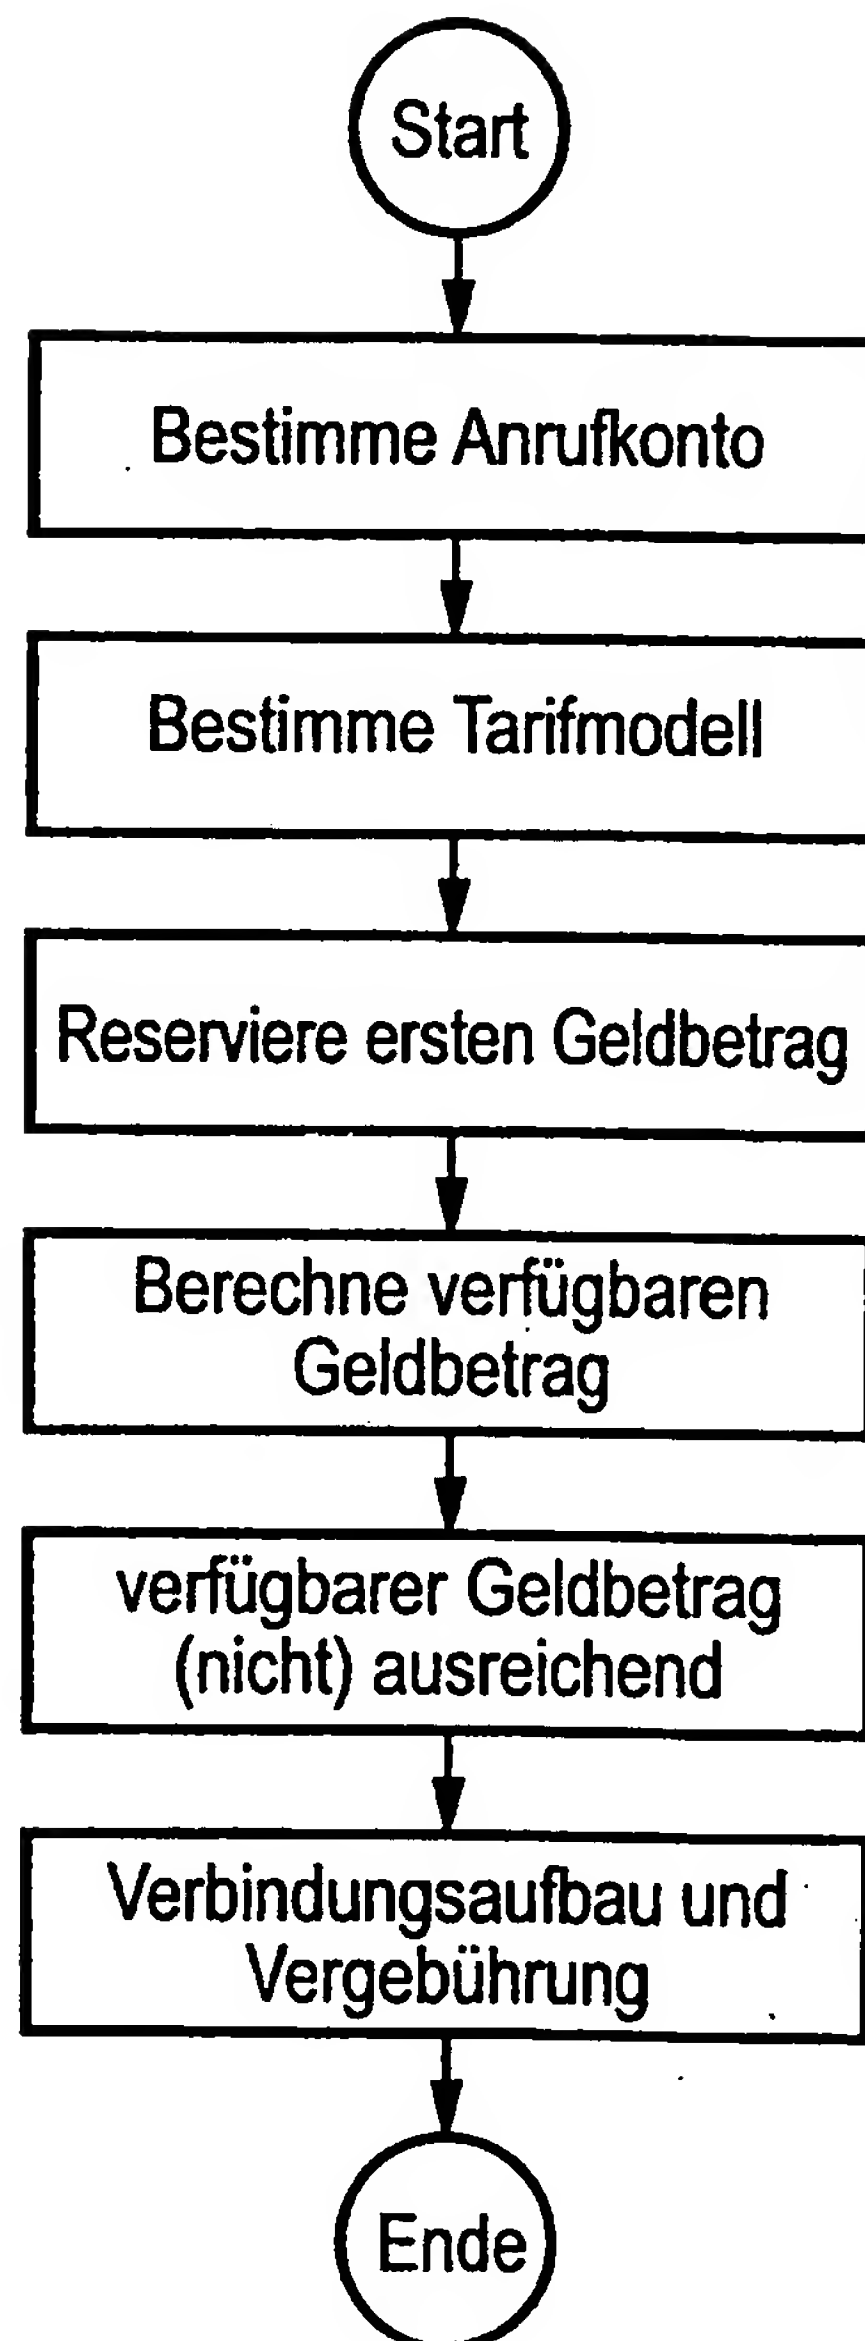 Start
Bestimme Anrufkonto
Bestimme Tarifmodell
Reserviere ersten Geldbetrag
Berechne verfügbaren
Geldbetrag
verfügbarer Geldbetrag
(nicht) ausreichend
Verbindungsaufbau und
Vergebührung
Ende